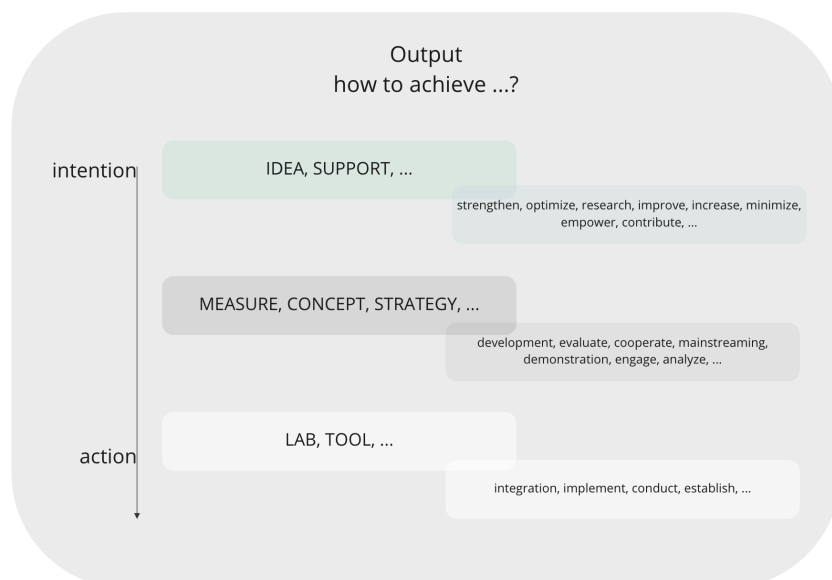 Output
how to achieve ...?
intention
IDEA, SUPPORT, ...
strengthen, optimize, research, improve, increase, minimize,
empower, contribute, ...
MEASURE, CONCEPT, STRATEGY, ...
development, evaluate, cooperate, mainstreaming,
demonstration, engage, analyze, ...
action
LAB, TOOL, ...
integration, implement, conduct, establish, ...